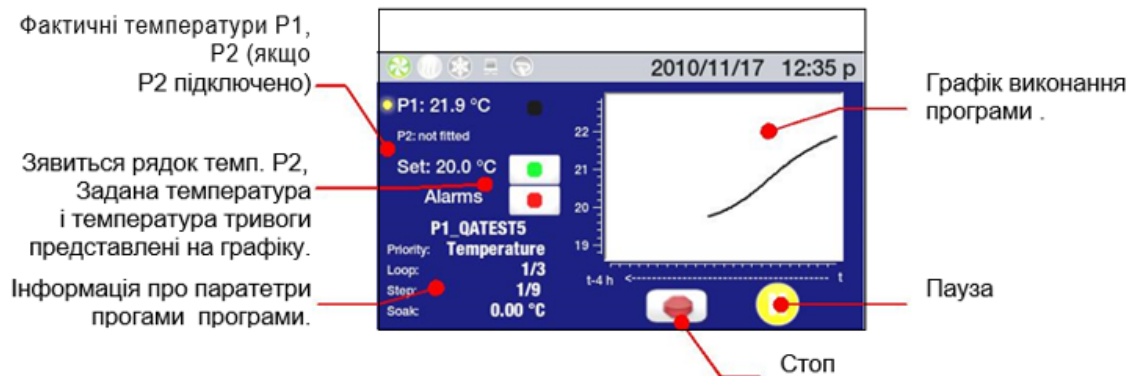 Фактичні температури P1,
P2 (якщо
P2 підключено)
Зявиться рядок темп. P2,
Задана температура
і температура тривоги
представлені на графіку.
Інформація про паратетри
прогами програми.
2010/11/17 12:35 p
P1: 21.9 °C
P2: not fitted
Set: 20.0 °C
Alarms
P1_QATEST5
Priority: Temperature
Loop: 1/3
Step: 1/9
Soak: 0.00 °C
22
21
20
19
t-4 h <- t
Графік виконання
програми .
Пауза
Стоп